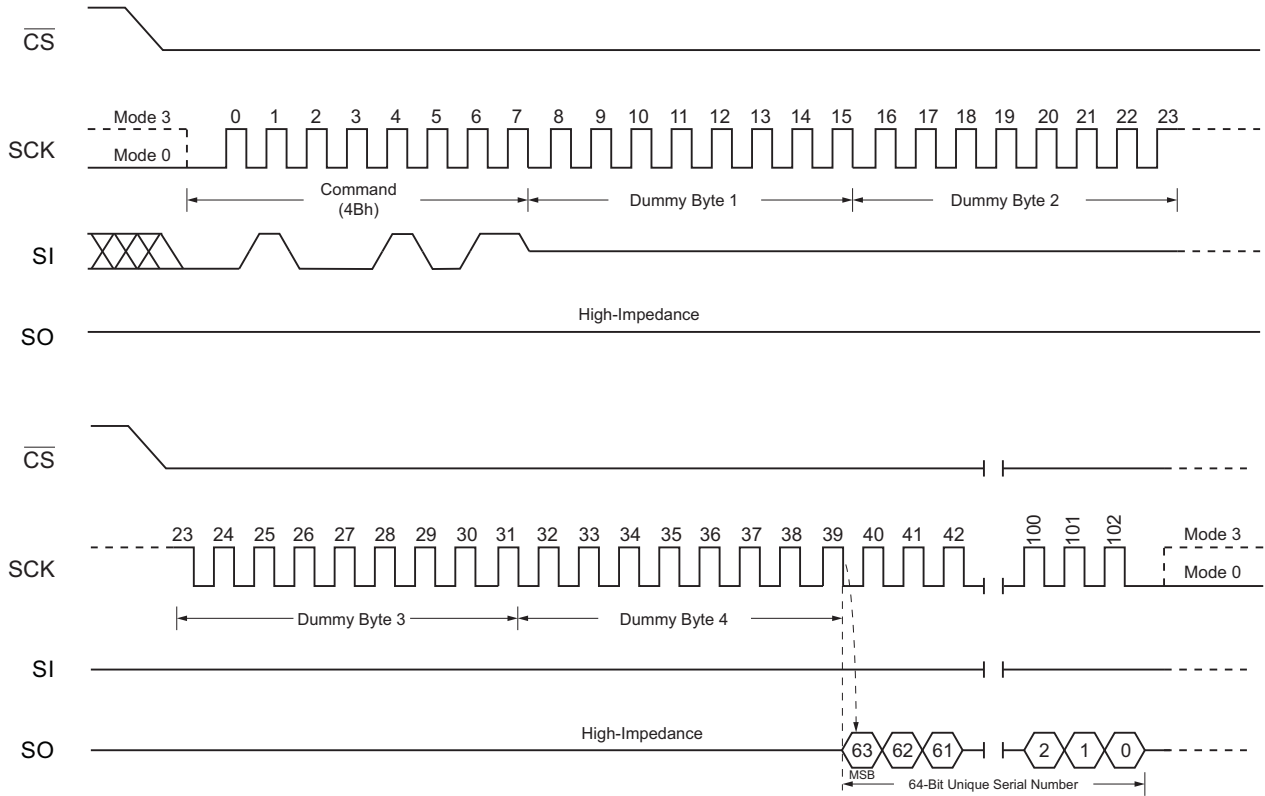 CS
Mode 3
0 1 2 3 4 5 6 7 8 9 10 11 12 13 14 15 16 17 18 19 20 21 22 23
SCK
Mode 0
Command
(4Bh)
Dummy Byte 1
Dummy Byte 2
SI
High-Impedance
SO
CS
23 24 25 26 27 28 29 30 31 32 33 34 35 36 37 38 39 40 41 42 100 101 102
Mode 3
SCK
Mode 0
Dummy Byte 3
Dummy Byte 4
SI
High-Impedance
SO
63 62 61 2 1 0
MSB
64-Bit Unique Serial Number